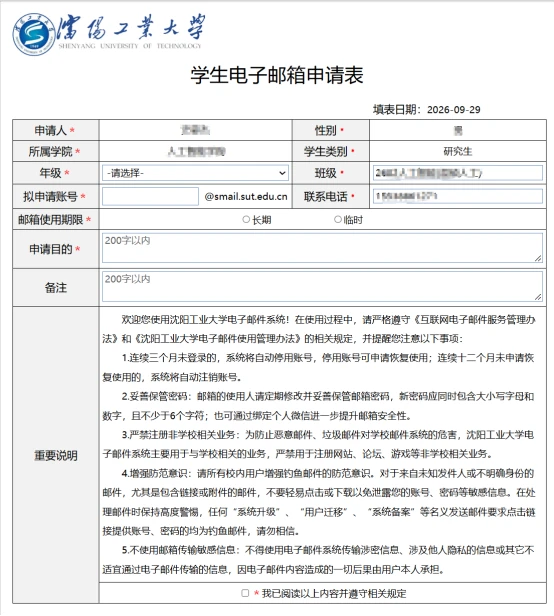 沈阳工业大学
SHENYANG UNIVERSITY OF TECHNOLOGY
学生电子邮箱申请表
填表日期：2026-09-29
申请人 * 性别 *
所属学院 * 学生类别 * 研究生
年级 * -请选择- 班级 *
拟申请账号 * @smail.sut.edu.cn 联系电话 *
邮箱使用期限 * 长期 临时
申请目的 * 200字以内
备注 200字以内
重要说明
欢迎您使用沈阳工业大学电子邮件系统！在使用过程中，请严格遵守《互联网电子邮件服务管理办
法》和《沈阳工业大学电子邮件使用管理办法》的相关规定，并提醒您注意以下事项：
1.连续三个月未登录的，系统将自动停用账号，停用账号可申请恢复使用；连续十二个月未申请恢
复使用的，系统将自动注销账号。
2.妥善保管密码：邮箱的使用人请定期修改并妥善保管邮箱密码，新密码应同时包含大小写字母和
数字，且不少于6个字符；也可通过绑定个人微信进一步提升邮箱安全性。
3.严禁注册非学校相关业务：为防止恶意邮件、垃圾邮件对学校邮件系统的危害，沈阳工业大学电
子邮件系统主要用于与学校相关的业务，严禁用于注册网站、论坛、游戏等非学校相关业务。
4.增强防范意识：请所有校内用户增强钓鱼邮件的防范意识。对于来自未知发件人或不明确身份的
邮件，尤其是包含链接或附件的邮件，不要轻易点击或下载以免泄露您的账号、密码等敏感信息。在处
理邮件时保持高度警惕，任何“系统升级”、“用户迁移”、“系统备案”等名义发送邮件要求点击链
接提供账号、密码的均为钓鱼邮件，请勿相信。
5.不使用邮箱传输敏感信息：不得使用电子邮件系统传输涉密信息、涉及他人隐私的信息或其它不
适宜通过电子邮件传输的信息，因电子邮件内容造成的一切后果由用户本人承担。
* 我已阅读以上内容并遵守相关规定